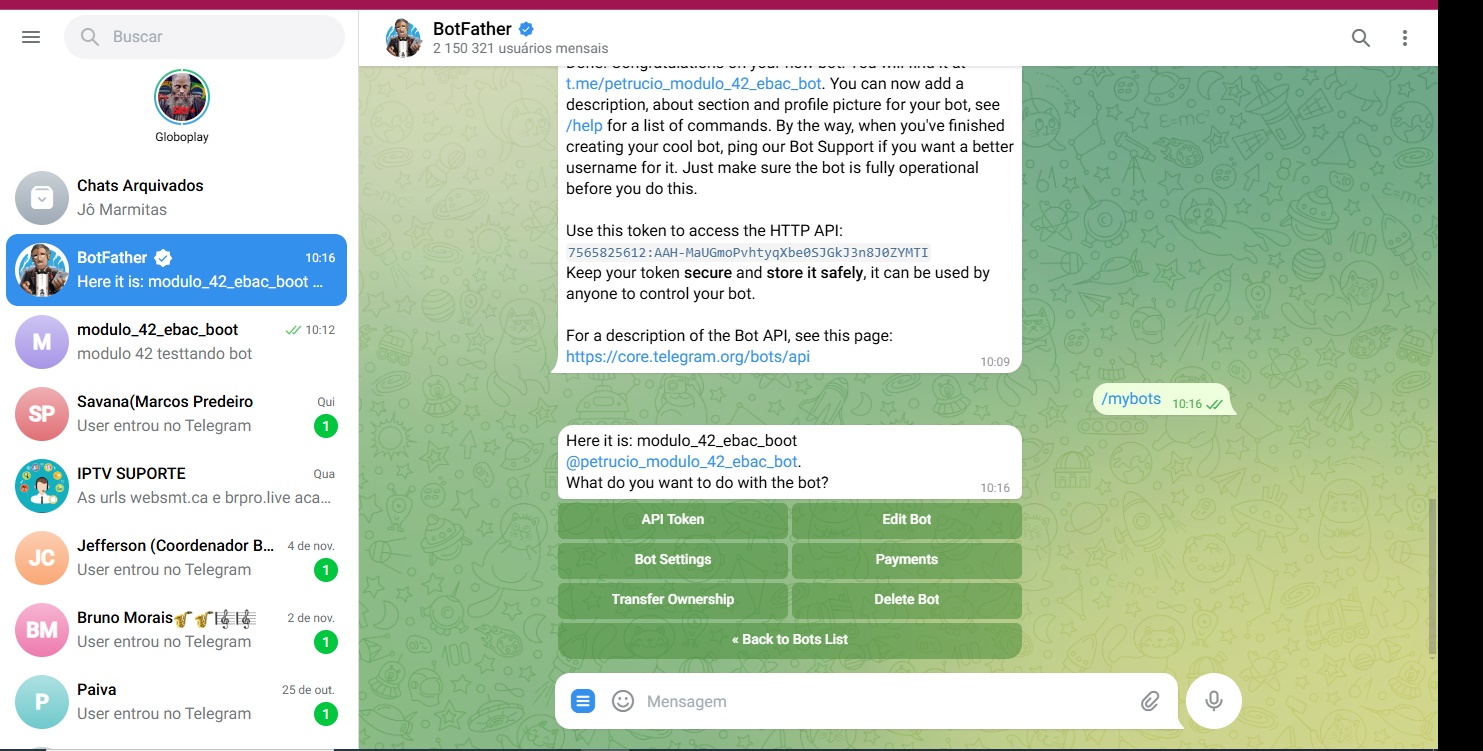 Buscar
Globoplay
Chats Arquivados
Jô Marmitas
BotFather
10:16
Here it is: modulo_42_ebac_boot ...
modulo_42_ebac_boot
10:12
modulo 42 testtando bot
Savana(Marcos Predeiro
Qui
User entrou no Telegram
1
IPTV SUPORTE
Qua
As urls websmt.ca e brpro.live aca...
Jefferson (Coordenador B...
4 de nov.
User entrou no Telegram
1
Bruno Morais🎷🎷🎼🎼
2 de nov.
User entrou no Telegram
1
Paiva
25 de out.
User entrou no Telegram
1
M
SP
JC
BM
P
BotFather
2 150 321 usuários mensais
Done! Congratulations on your new bot. You will find it at
t.me/petrucio_modulo_42_ebac_bot. You can now add a
description, about section and profile picture for your bot, see
/help for a list of commands. By the way, when you've finished
creating your cool bot, ping our Bot Support if you want a better
username for it. Just make sure the bot is fully operational
before you do this.
Use this token to access the HTTP API:
7565825612:AAH-MaUGmoPvhtyqXbe0SJGkJ3n8J0ZYMTI
Keep your token secure and store it safely, it can be used by
anyone to control your bot.
For a description of the Bot API, see this page:
https://core.telegram.org/bots/api
10:09
/mybots
10:16
Here it is: modulo_42_ebac_boot
@petrucio_modulo_42_ebac_bot.
What do you want to do with the bot?
10:16
API Token
Edit Bot
Bot Settings
Payments
Transfer Ownership
Delete Bot
« Back to Bots List
Mensagem